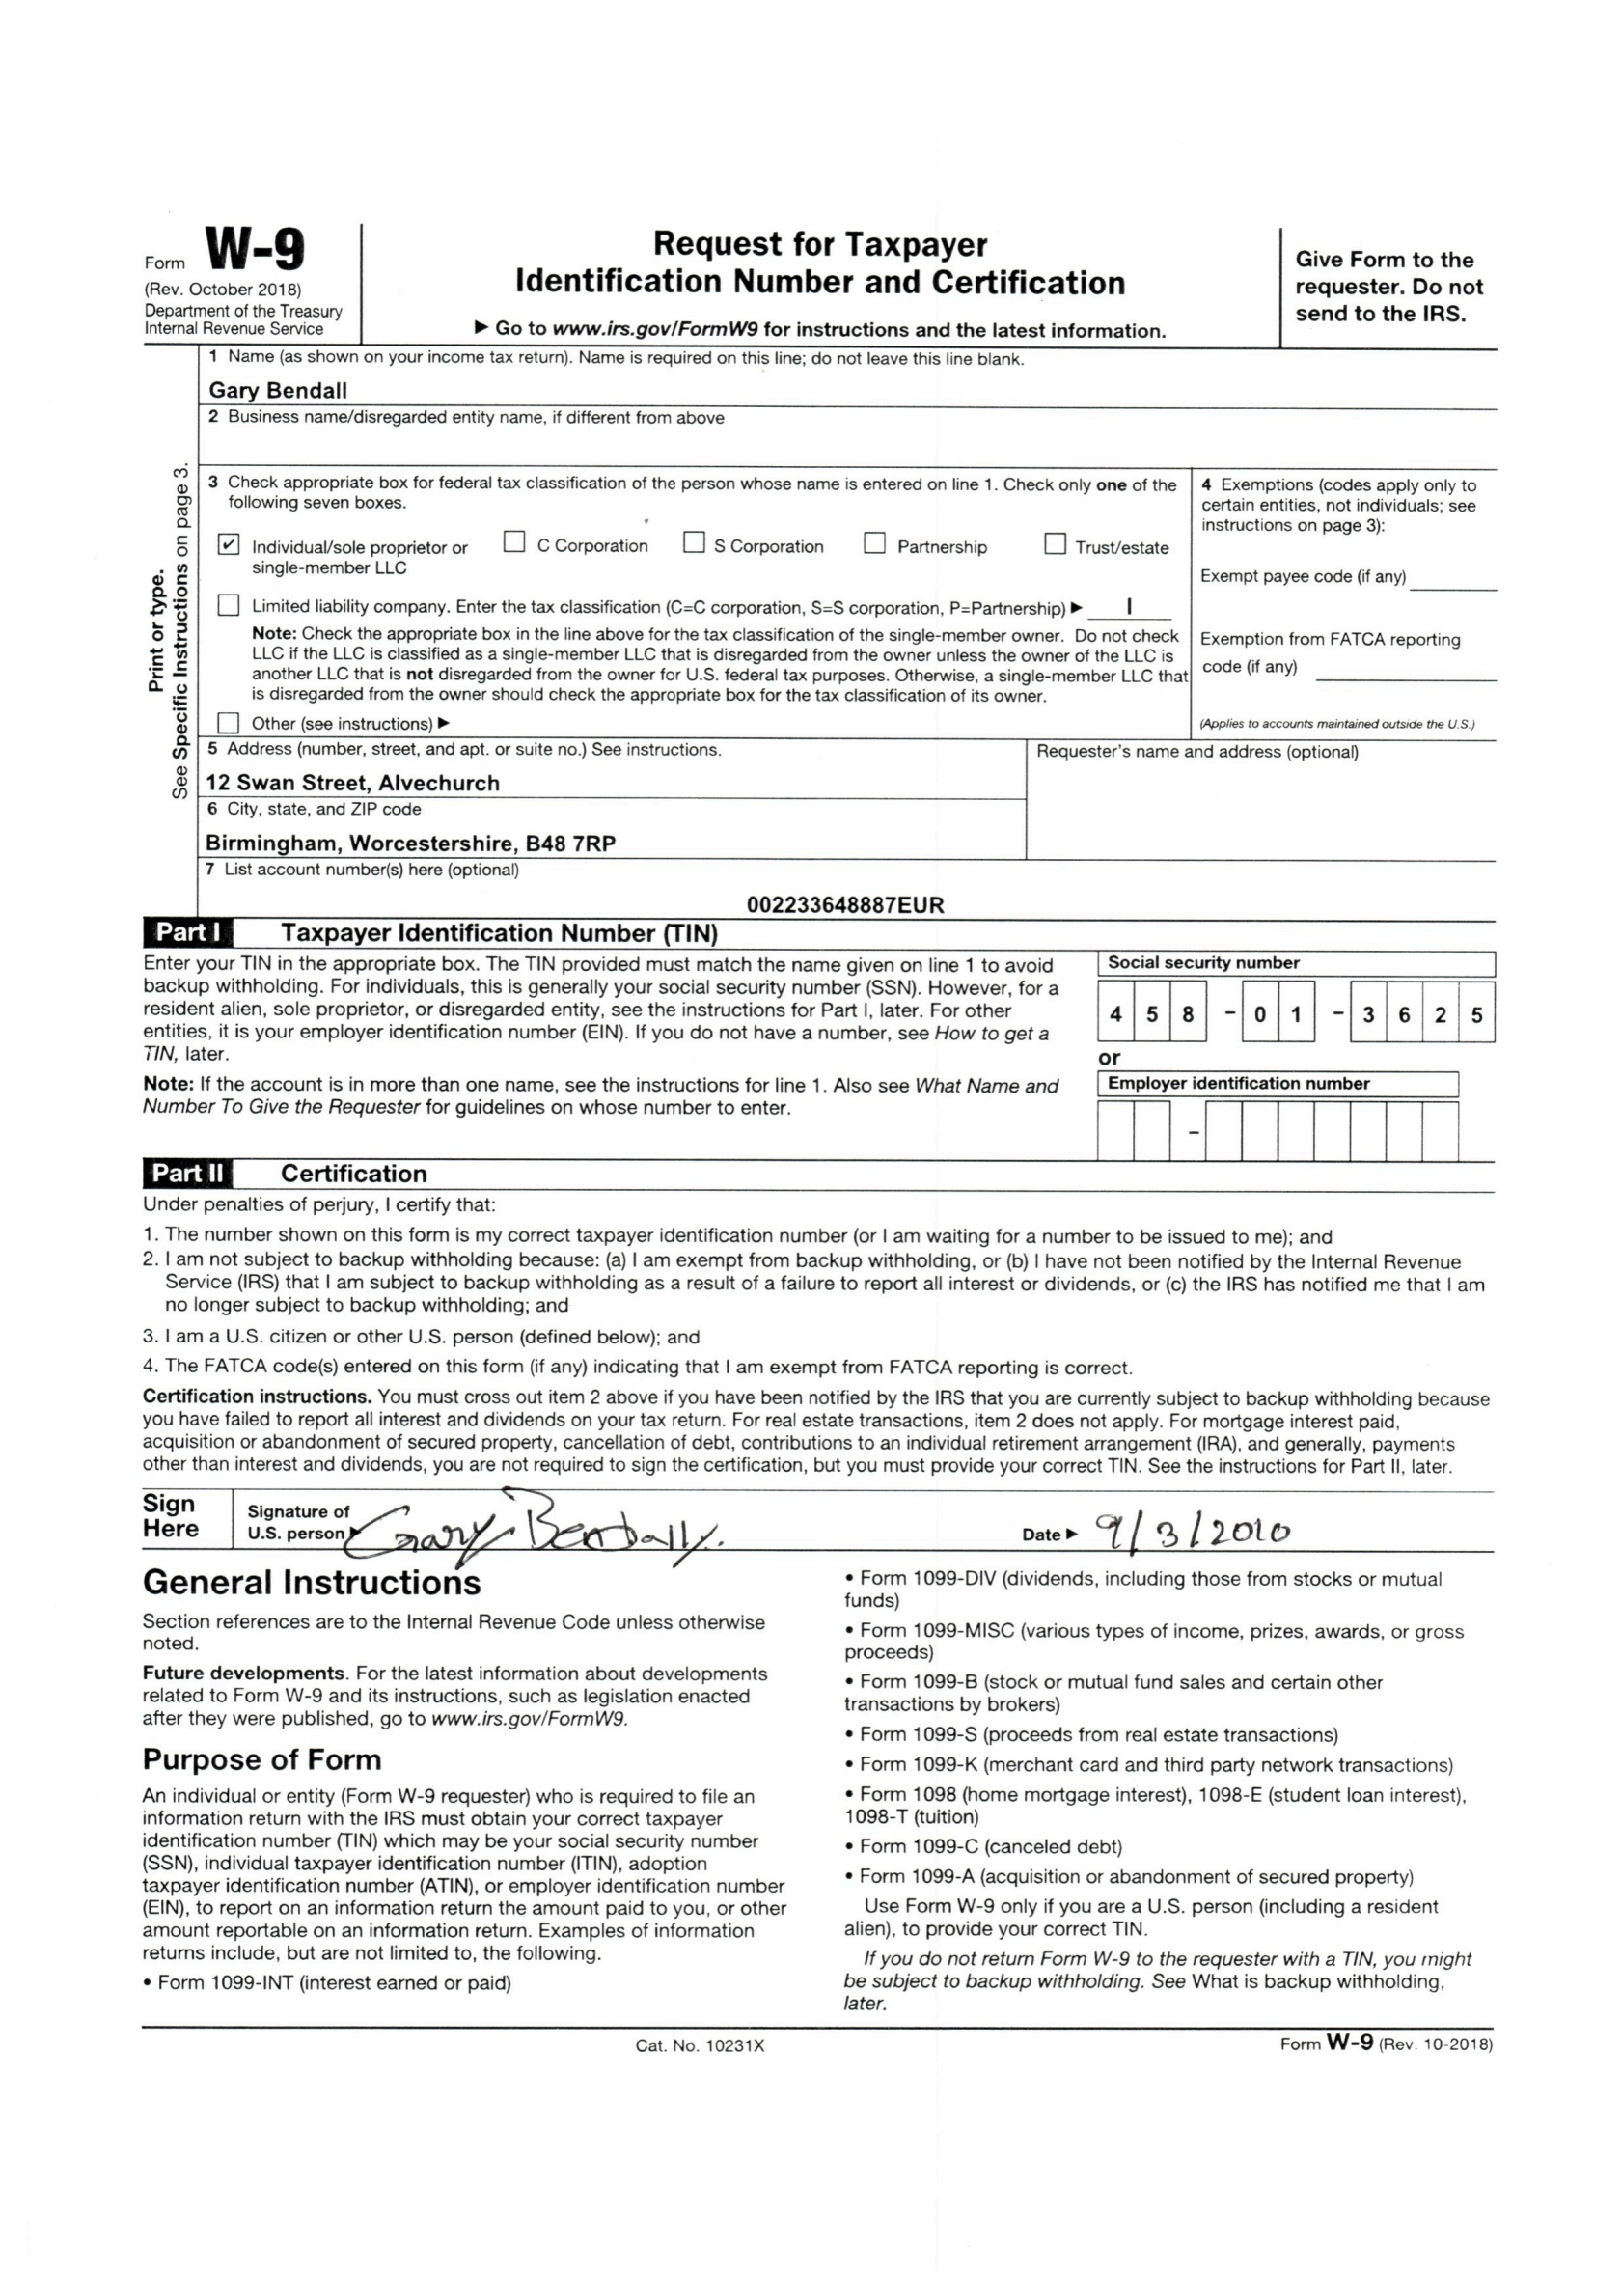 Form W-9
(Rev. October 2018)
Department of the Treasury
Internal Revenue Service
Request for Taxpayer
Identification Number and Certification
▶ Go to www.irs.gov/FormW9 for instructions and the latest information.
Give Form to the
requester. Do not
send to the IRS.
Print or type.
See Specific Instructions on page 3.
1 Name (as shown on your income tax return). Name is required on this line; do not leave this line blank.
Gary Bendall
2 Business name/disregarded entity name, if different from above
3 Check appropriate box for federal tax classification of the person whose name is entered on line 1. Check only one of the
following seven boxes.
✔ Individual/sole proprietor or
single-member LLC
C Corporation
S Corporation
Partnership
Trust/estate
Limited liability company. Enter the tax classification (C=C corporation, S=S corporation, P=Partnership) ▶ I
Note: Check the appropriate box in the line above for the tax classification of the single-member owner. Do not check
LLC if the LLC is classified as a single-member LLC that is disregarded from the owner unless the owner of the LLC is
another LLC that is not disregarded from the owner for U.S. federal tax purposes. Otherwise, a single-member LLC that
is disregarded from the owner should check the appropriate box for the tax classification of its owner.
Other (see instructions) ▶
4 Exemptions (codes apply only to
certain entities, not individuals; see
instructions on page 3):
Exempt payee code (if any)
Exemption from FATCA reporting
code (if any)
(Applies to accounts maintained outside the U.S.)
5 Address (number, street, and apt. or suite no.) See instructions.
12 Swan Street, Alvechurch
6 City, state, and ZIP code
Birmingham, Worcestershire, B48 7RP
Requester's name and address (optional)
7 List account number(s) here (optional)
002233648887EUR
Part I Taxpayer Identification Number (TIN)
Enter your TIN in the appropriate box. The TIN provided must match the name given on line 1 to avoid
backup withholding. For individuals, this is generally your social security number (SSN). However, for a
resident alien, sole proprietor, or disregarded entity, see the instructions for Part I, later. For other
entities, it is your employer identification number (EIN). If you do not have a number, see How to get a
TIN, later.
Note: If the account is in more than one name, see the instructions for line 1. Also see What Name and
Number To Give the Requester for guidelines on whose number to enter.
Social security number
4 5 8 - 0 1 - 3 6 2 5
or
Employer identification number
-
Part II Certification
Under penalties of perjury, I certify that:
1. The number shown on this form is my correct taxpayer identification number (or I am waiting for a number to be issued to me); and
2. I am not subject to backup withholding because: (a) I am exempt from backup withholding, or (b) I have not been notified by the Internal Revenue
Service (IRS) that I am subject to backup withholding as a result of a failure to report all interest or dividends, or (c) the IRS has notified me that I am
no longer subject to backup withholding; and
3. I am a U.S. citizen or other U.S. person (defined below); and
4. The FATCA code(s) entered on this form (if any) indicating that I am exempt from FATCA reporting is correct.
Certification instructions. You must cross out item 2 above if you have been notified by the IRS that you are currently subject to backup withholding because
you have failed to report all interest and dividends on your tax return. For real estate transactions, item 2 does not apply. For mortgage interest paid,
acquisition or abandonment of secured property, cancellation of debt, contributions to an individual retirement arrangement (IRA), and generally, payments
other than interest and dividends, you are not required to sign the certification, but you must provide your correct TIN. See the instructions for Part II, later.
Sign
Here
Signature of
U.S. person ▶ Gary Bendall
Date ▶ 9/3/2010
General Instructions
Section references are to the Internal Revenue Code unless otherwise
noted.
Future developments. For the latest information about developments
related to Form W-9 and its instructions, such as legislation enacted
after they were published, go to www.irs.gov/FormW9.
Purpose of Form
An individual or entity (Form W-9 requester) who is required to file an
information return with the IRS must obtain your correct taxpayer
identification number (TIN) which may be your social security number
(SSN), individual taxpayer identification number (ITIN), adoption
taxpayer identification number (ATIN), or employer identification number
(EIN), to report on an information return the amount paid to you, or other
amount reportable on an information return. Examples of information
returns include, but are not limited to, the following.
• Form 1099-INT (interest earned or paid)
• Form 1099-DIV (dividends, including those from stocks or mutual
funds)
• Form 1099-MISC (various types of income, prizes, awards, or gross
proceeds)
• Form 1099-B (stock or mutual fund sales and certain other
transactions by brokers)
• Form 1099-S (proceeds from real estate transactions)
• Form 1099-K (merchant card and third party network transactions)
• Form 1098 (home mortgage interest), 1098-E (student loan interest),
1098-T (tuition)
• Form 1099-C (canceled debt)
• Form 1099-A (acquisition or abandonment of secured property)
Use Form W-9 only if you are a U.S. person (including a resident
alien), to provide your correct TIN.
If you do not return Form W-9 to the requester with a TIN, you might
be subject to backup withholding. See What is backup withholding,
later.
Cat. No. 10231X
Form W-9 (Rev. 10-2018)